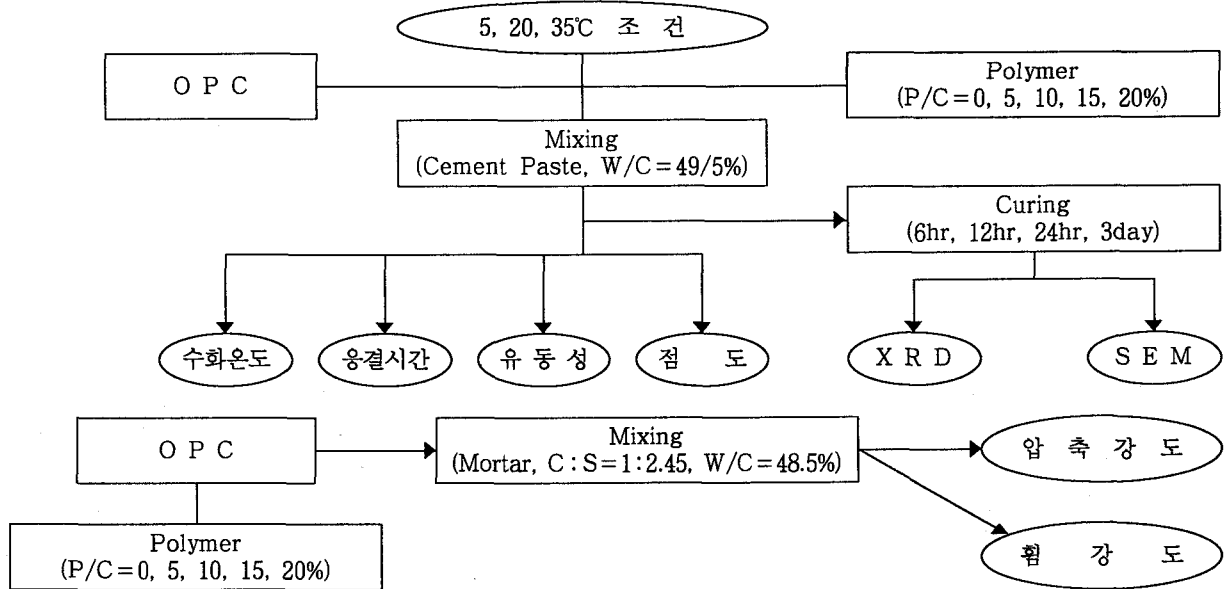 5, 20, 35℃ 조 건
O P C
Polymer
(P/C=0, 5, 10, 15, 20%)
Mixing
(Cement Paste, W/C=49/5%)
Curing
(6hr, 12hr, 24hr, 3day)
수화온도
응결시간
유 동 성
점 도
X R D
S E M
O P C
Mixing
(Mortar, C:S=1:2.45, W/C=48.5%)
압 축 강 도
Polymer
(P/C=0, 5, 10, 15, 20%)
휨 강 도